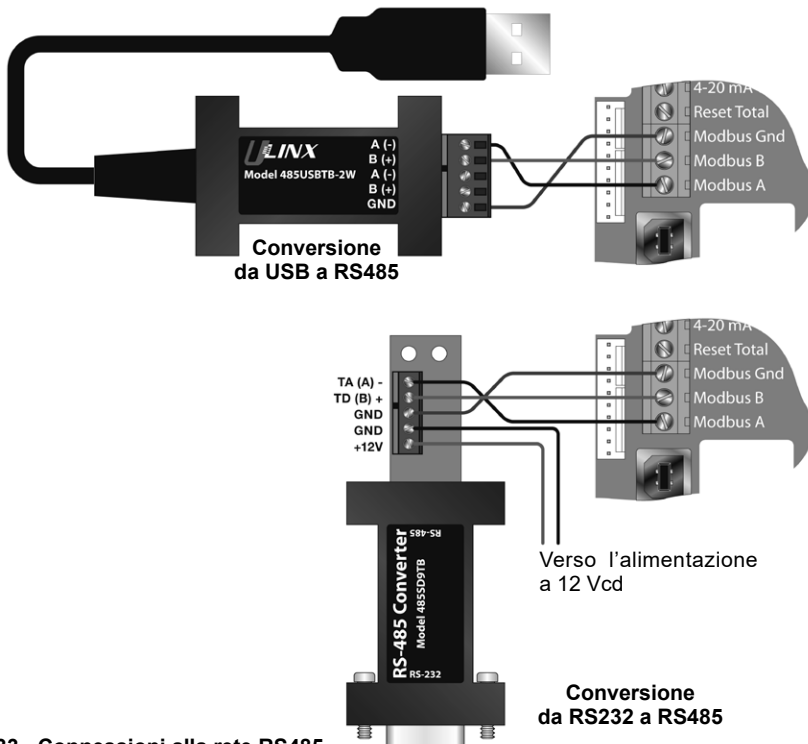 4-20 mA
Reset Total
Modbus Gnd
Modbus B
Modbus A
ULINX
Model 485USBTB-2W
A (-)
B (+)
A (-)
B (+)
GND
Conversione
da USB a RS485
4-20 mA
Reset Total
Modbus Gnd
Modbus B
Modbus A
TA (A) -
TD (B) +
GND
GND
+12V
RS-485
RS-485 Converter
Model 485SD9TB
RS-232
Verso l'alimentazione
a 12 Vcd
Conversione
da RS232 a RS485
Connessioni alla rete RS485